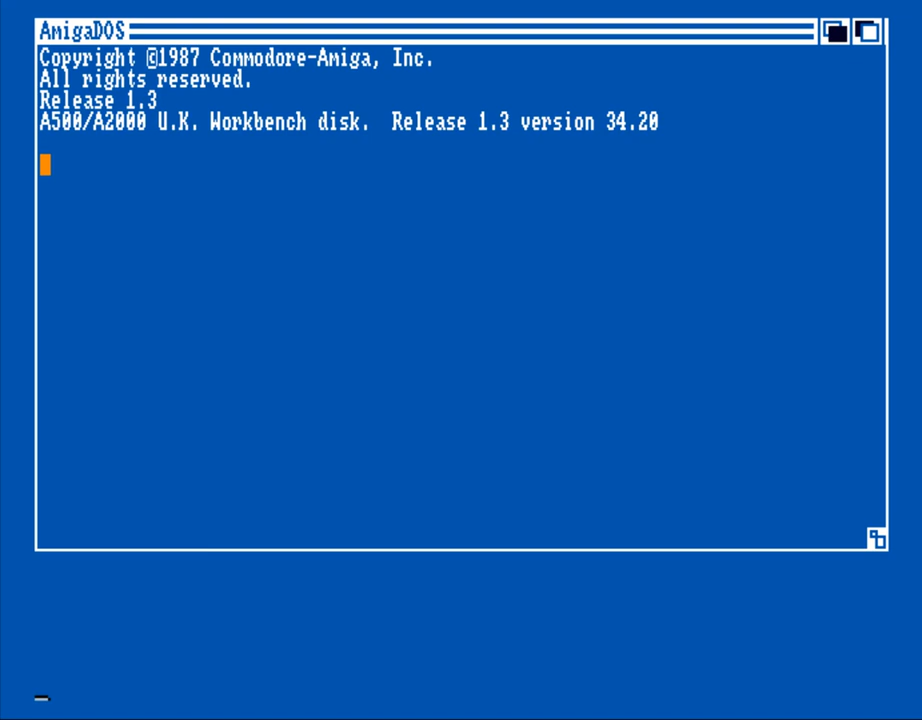 AmigaDOS
Copyright ©1987 Commodore-Amiga, Inc.
All rights reserved.
Release 1.3
A500/A2000 U.K. Workbench disk.  Release 1.3 version 34.20